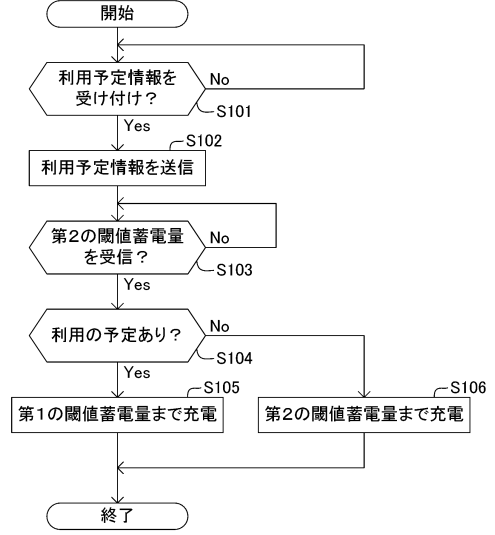 開始
利用予定情報を
受け付け？
No
S101
Yes
S102
利用予定情報を送信
第２の閾値蓄電量
を受信？
No
S103
Yes
利用の予定あり？
No
S104
Yes
S105
第１の閾値蓄電量まで充電
S106
第２の閾値蓄電量まで充電
終了